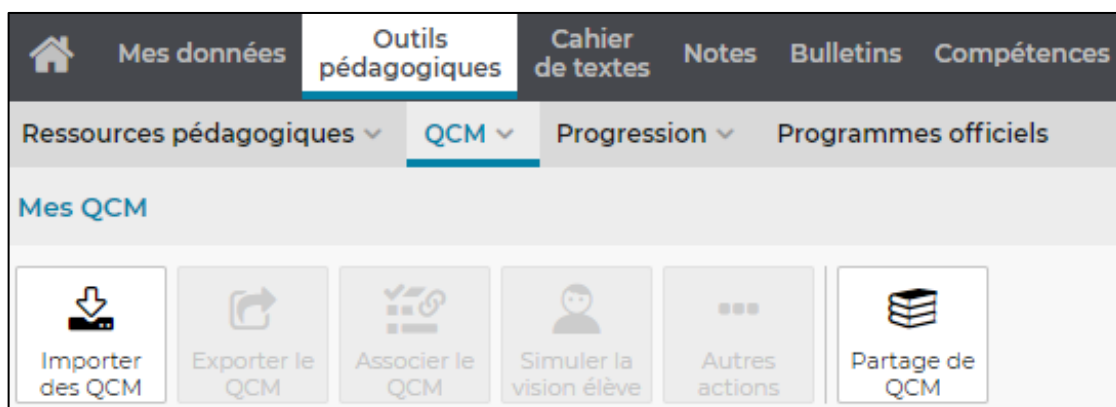 Mes données
Outils
pédagogiques
Cahier
de textes
Notes
Bulletins
Compétences
Ressources pédagogiques
QCM
Progression
Programmes officiels
Mes QCM
Importer
des QCM
Exporter le
QCM
Associer le
QCM
Simuler la
vision élève
Autres
actions
Partage de
QCM